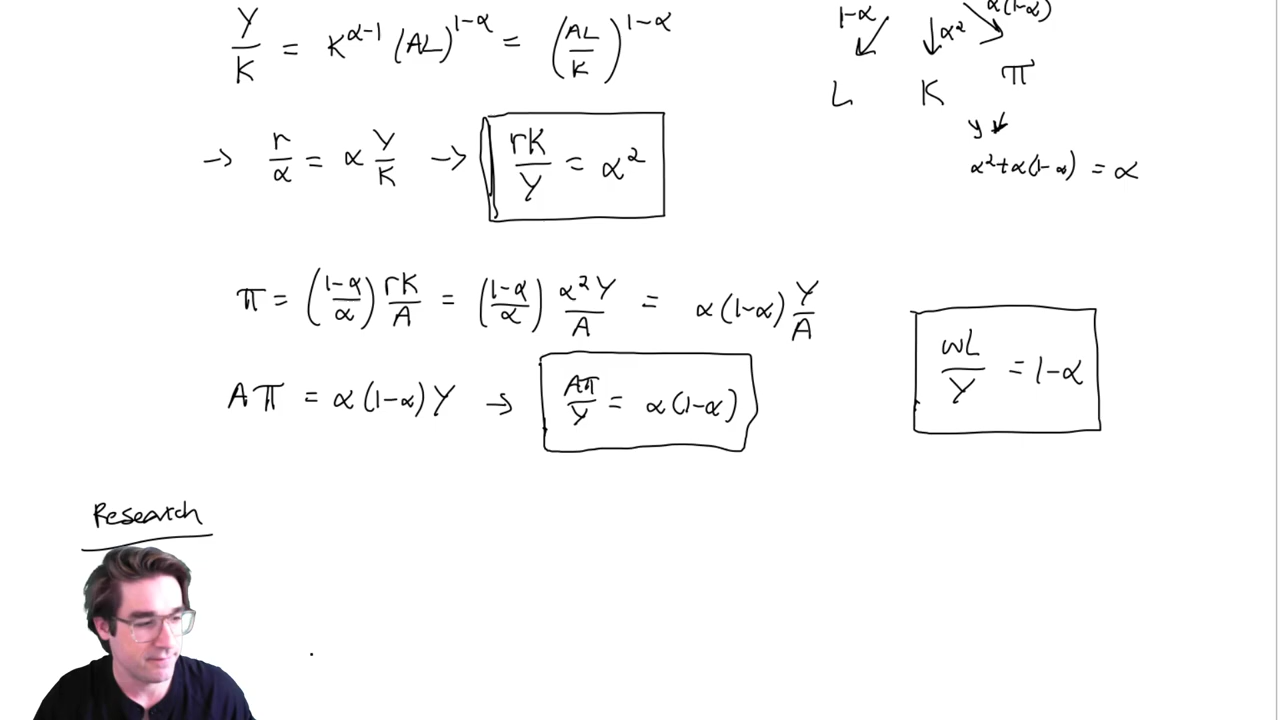 Y/K = K^(α-1) (AL)^(1-α) = (AL/K)^(1-α)
1-α α² α(1-α)
L K π
→ r/α = α Y/K → rK/Y = α²
α²+α(1-α) = α
π = ((1-α)/α) rK/A = ((1-α)/α) α²Y/A = α(1-α) Y/A
wL/Y = 1-α
Aπ = α(1-α)Y → Aπ/Y = α(1-α)
Research